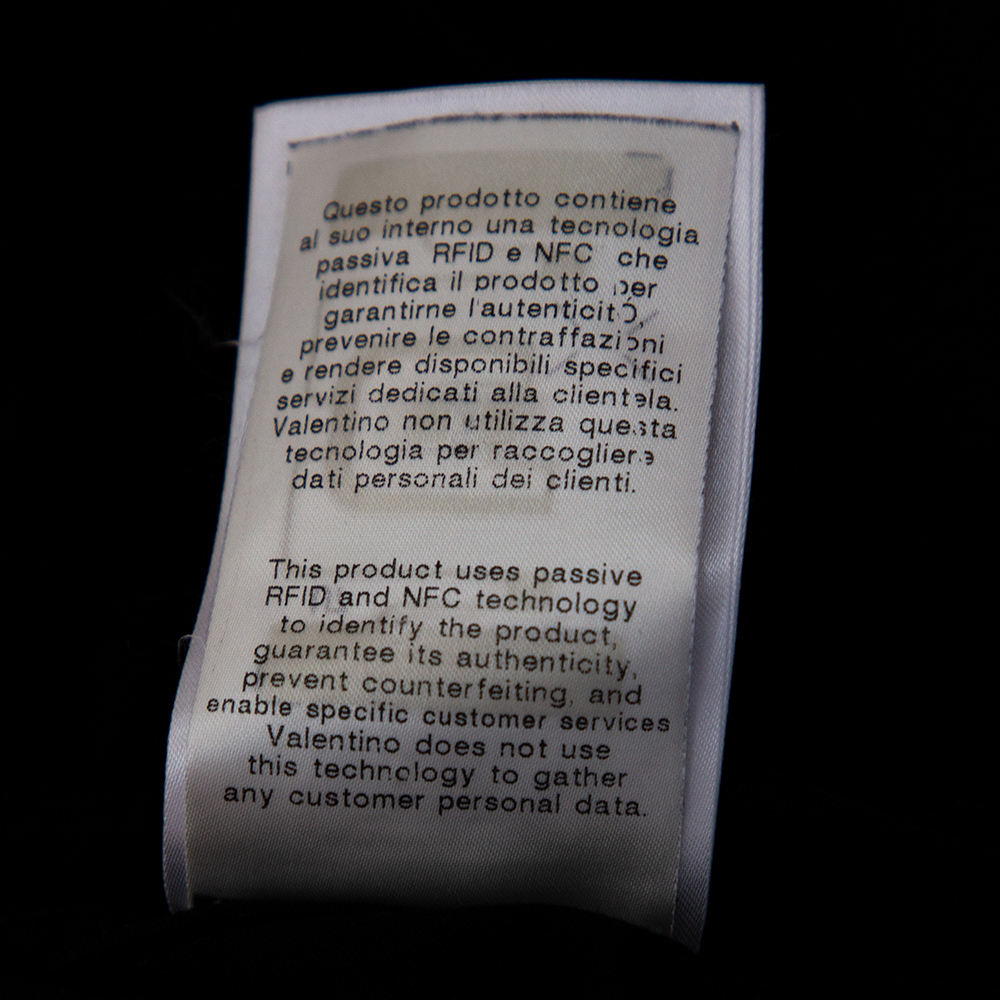 Questo prodotto contiene
al suo interno una tecnologia
passiva RFID e NFC che
identifica il prodotto per
garantirne l'autenticitÒ,
prevenire le contraffazioni
e rendere disponibili specifici
servizi dedicati alla clientela.
Valentino non utilizza questa
tecnologia per raccogliere
dati personali dei clienti.
This product uses passive
RFID and NFC technology
to identify the product,
guarantee its authenticity,
prevent counterfeiting, and
enable specific customer services
Valentino does not use
this technology to gather
any customer personal data.